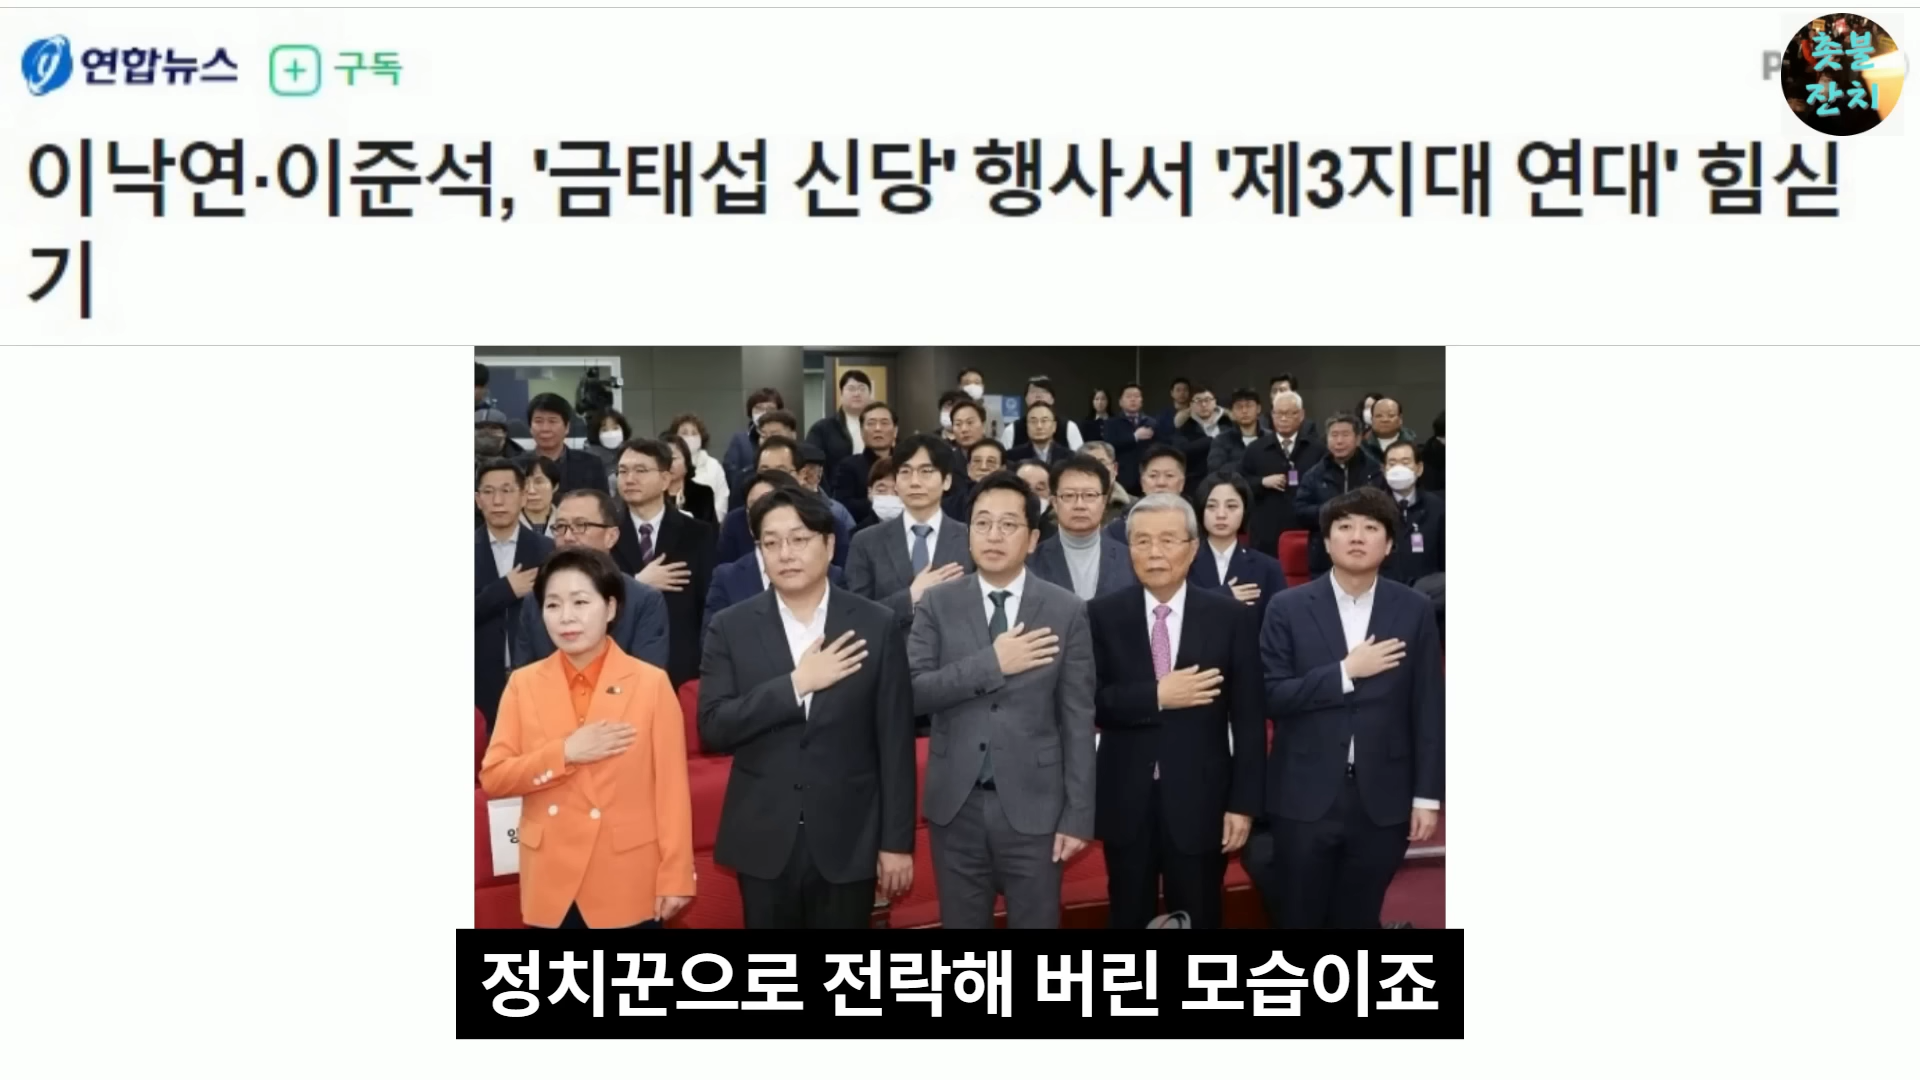 연합뉴스 + 구독
촛불
잔치
이낙연·이준석, '금태섭 신당' 행사서 '제3지대 연대' 힘싣
기
정치꾼으로 전락해 버린 모습이죠